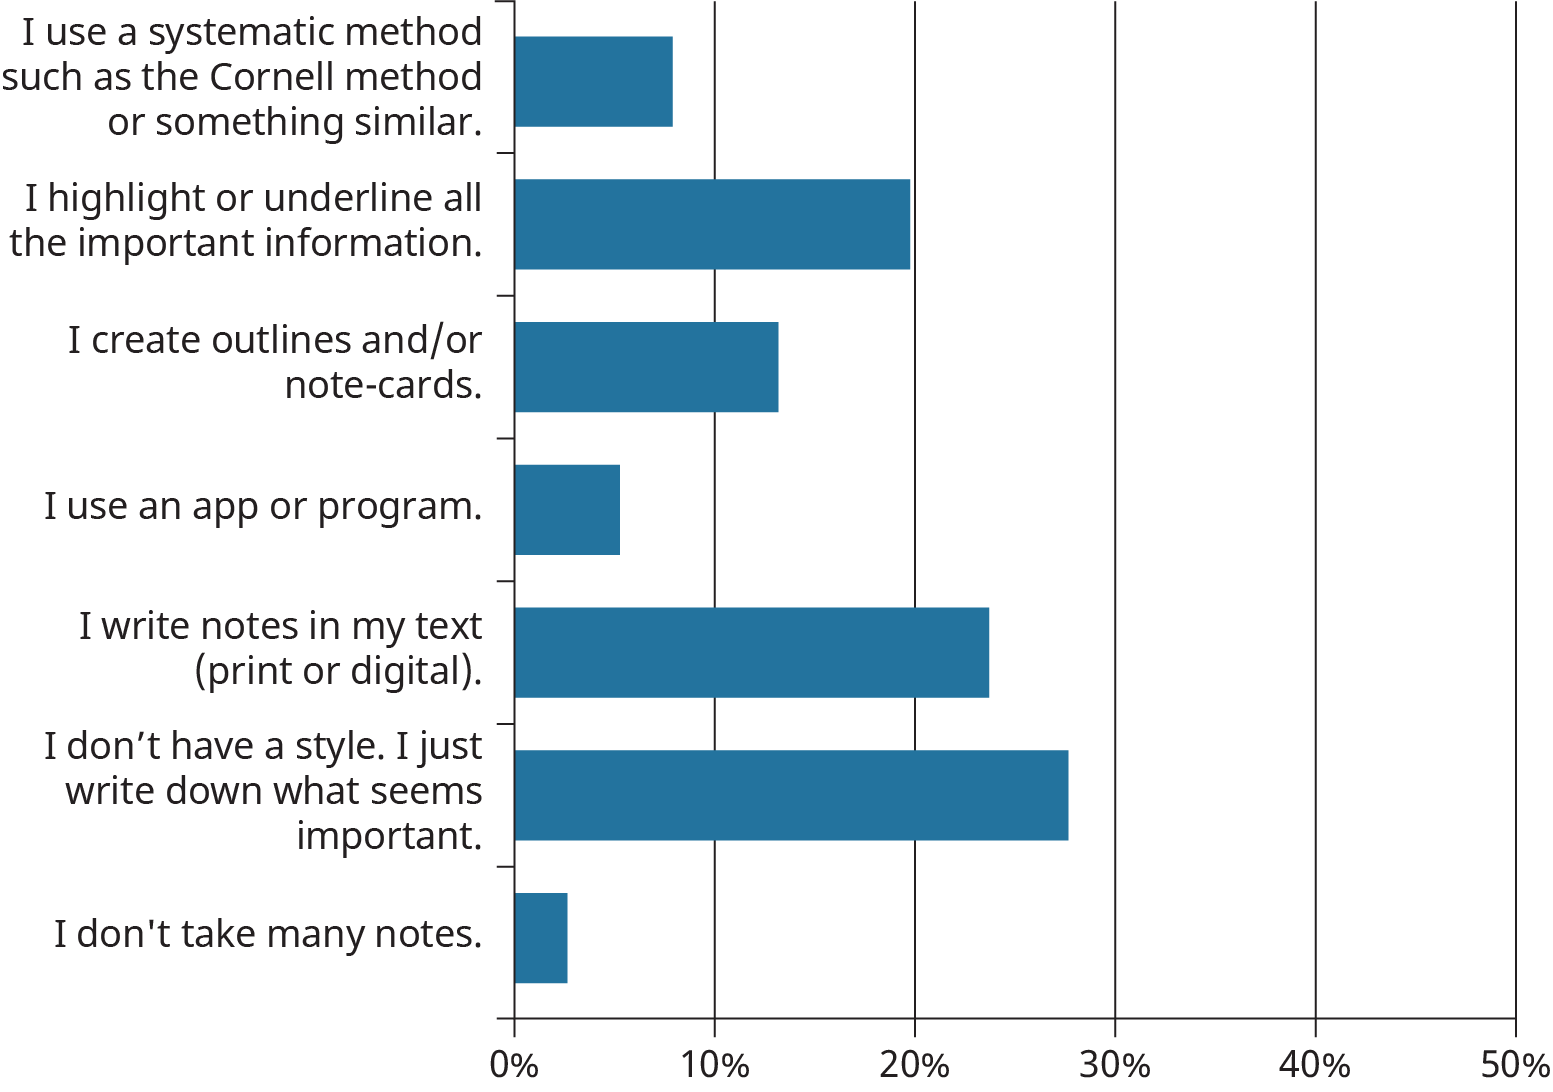 I use a systematic method
such as the Cornell method
or something similar.
I highlight or underline all
the important information.
I create outlines and/or
note-cards.
I use an app or program.
I write notes in my text
(print or digital).
I don’t have a style. I just
write down what seems
important.
I don't take many notes.
0% 10% 20% 30% 40% 50%